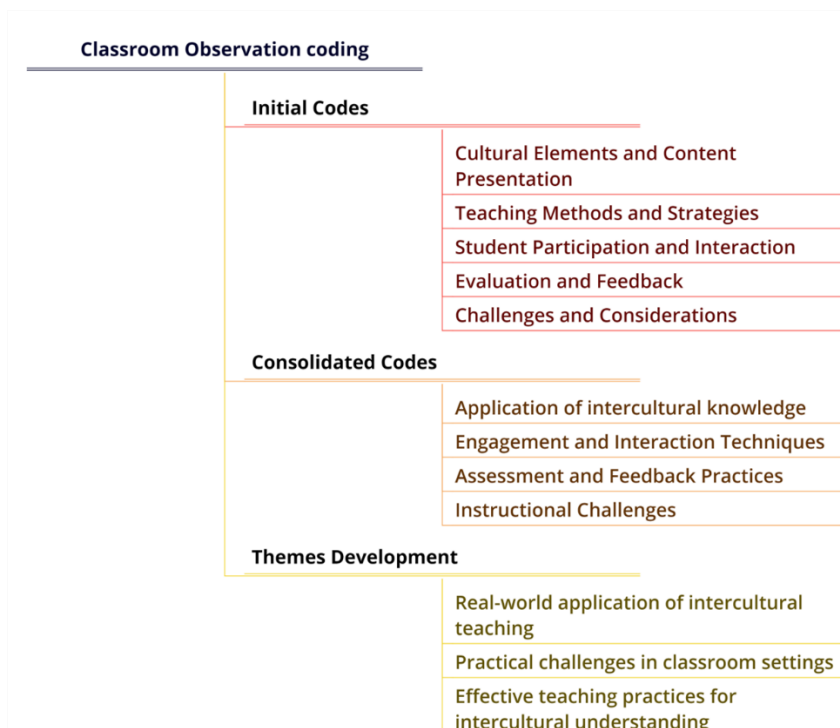 Classroom Observation coding
Initial Codes
Cultural Elements and Content
Presentation
Teaching Methods and Strategies
Student Participation and Interaction
Evaluation and Feedback
Challenges and Considerations
Consolidated Codes
Application of intercultural knowledge
Engagement and Interaction Techniques
Assessment and Feedback Practices
Instructional Challenges
Themes Development
Real-world application of intercultural
teaching
Practical challenges in classroom settings
Effective teaching practices for
intercultural understanding